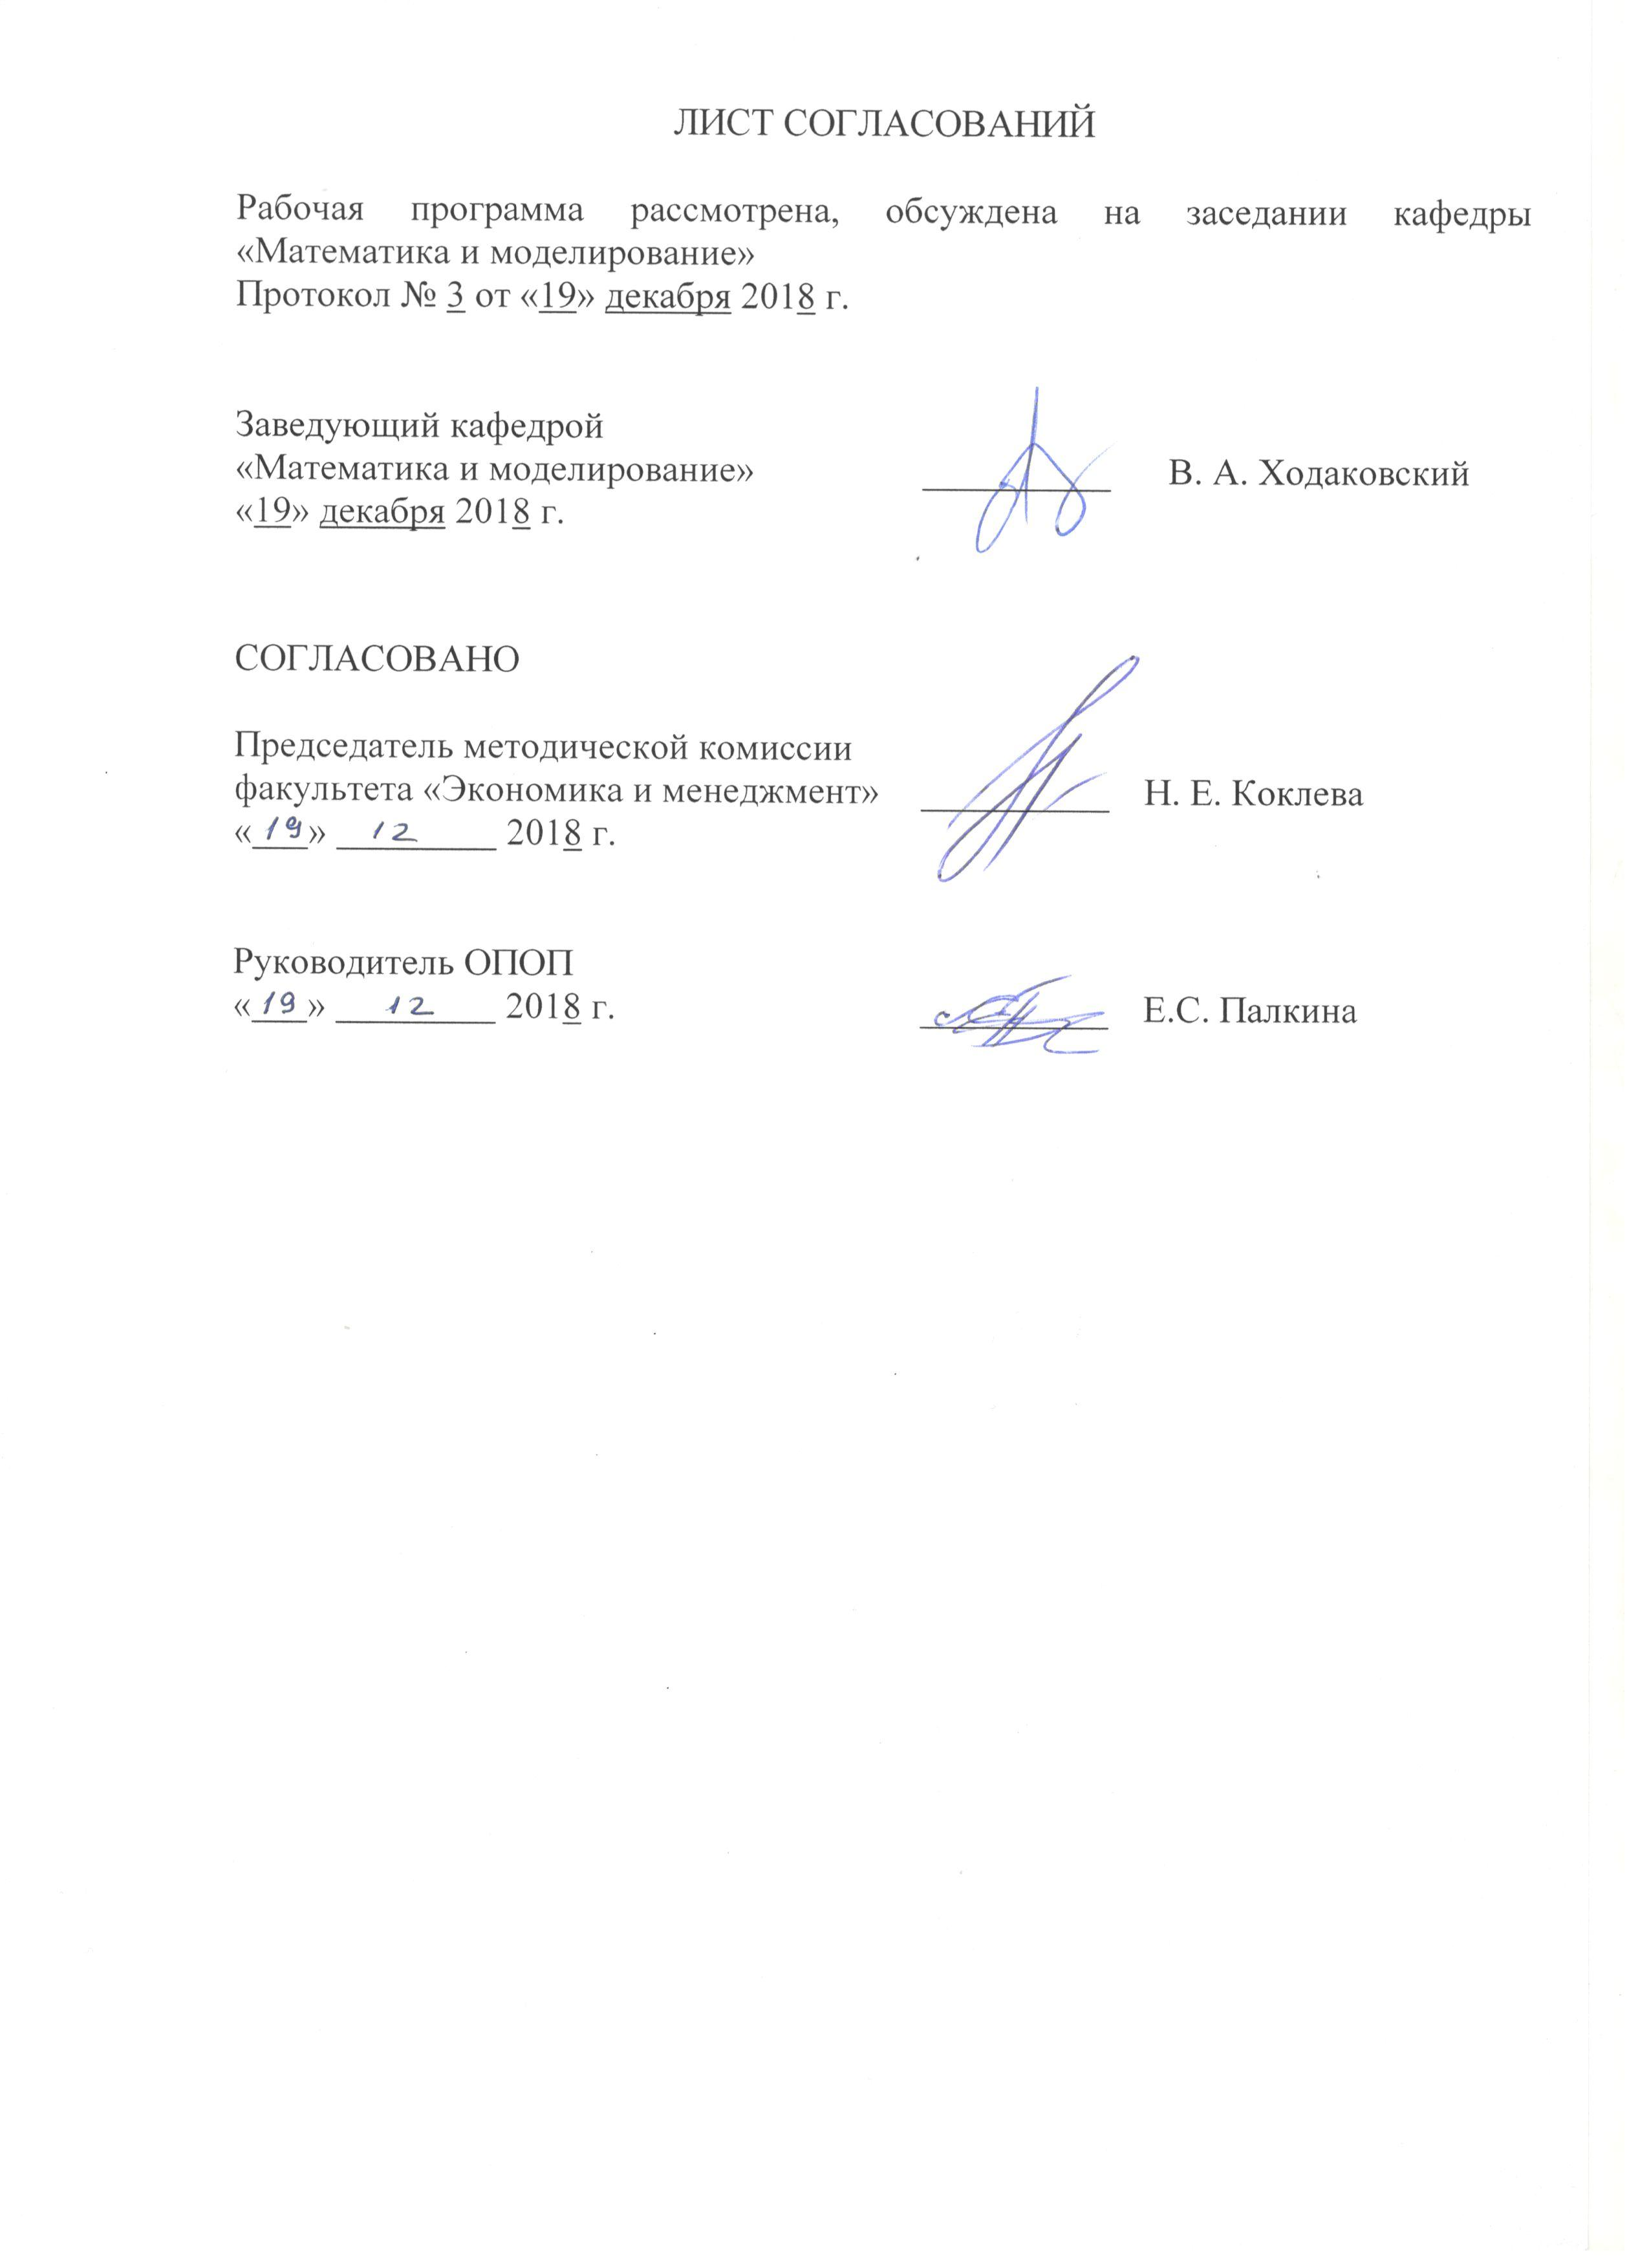 ЛИСТ СОГЛАСОВАНИЙ
Рабочая программа рассмотрена, обсуждена на заседании кафедры
«Математика и моделирование»
Протокол № 3 от «19» декабря 2018 г.
Заведующий кафедрой
«Математика и моделирование» В. А. Ходаковский
«19» декабря 2018 г.
СОГЛАСОВАНО
Председатель методической комиссии
факультета «Экономика и менеджмент» Н. Е. Коклева
«19» 12 2018 г.
Руководитель ОПОП
«19» 12 2018 г. Е.С. Палкина